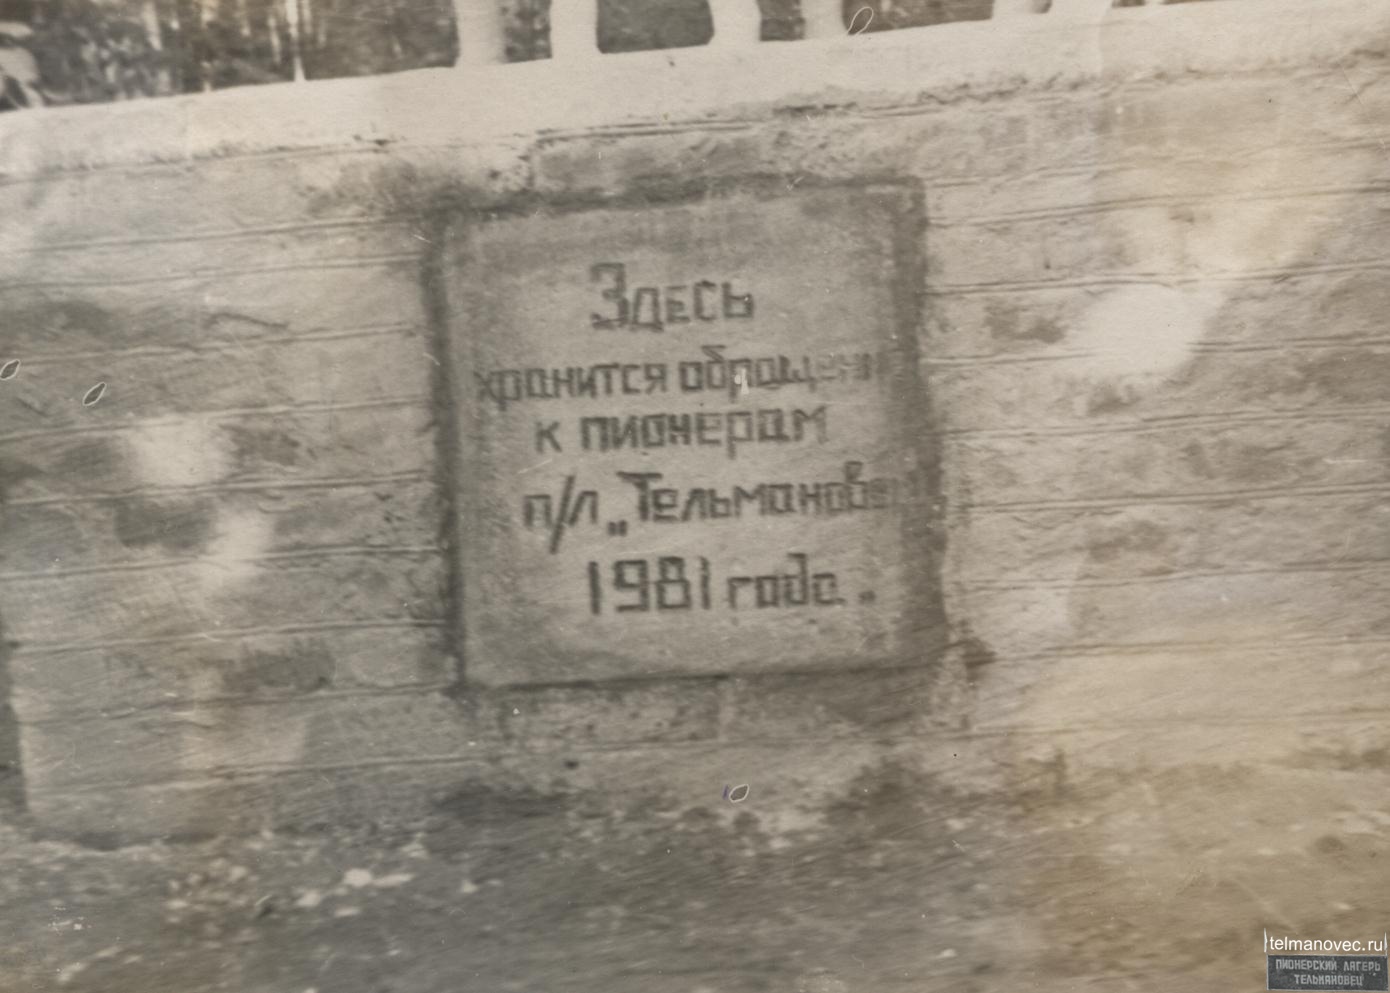 Здесь
хранится обращени
к пионерам
п/л „Тельмановец
1981 года„
telmanovec.ru
ПИОНЕРСКИЙ ЛАГЕРЬ
ТЕЛЬМАНОВЕЦ